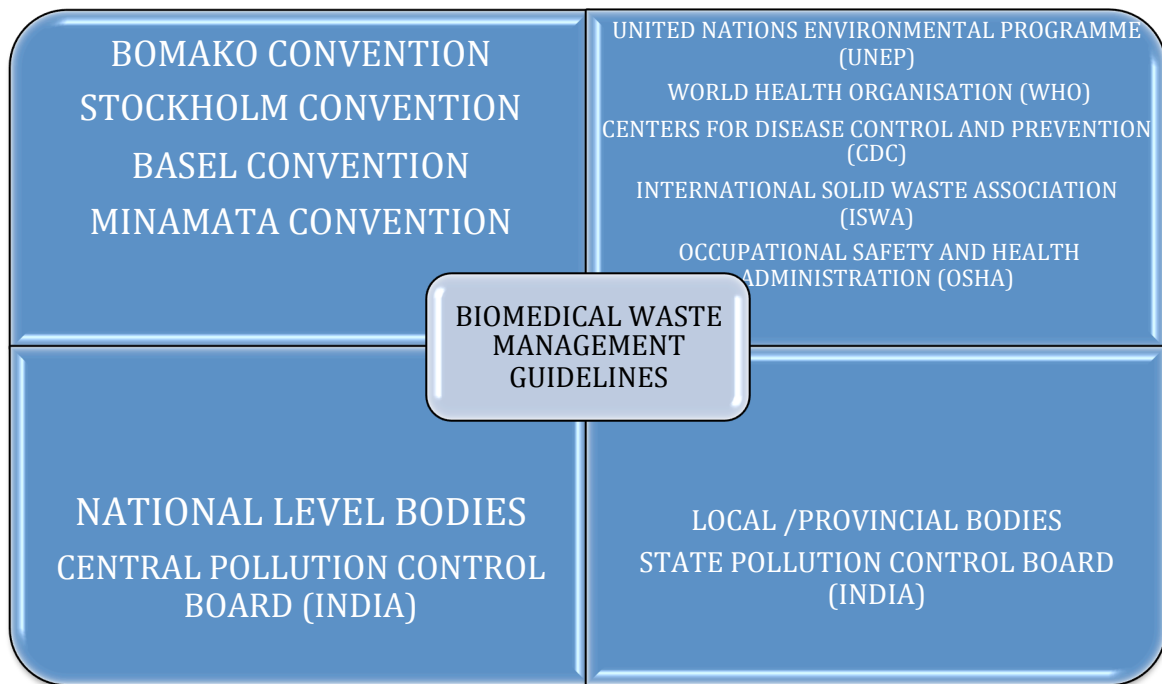 BOMAKO CONVENTION
STOCKHOLM CONVENTION
BASEL CONVENTION
MINAMATA CONVENTION
UNITED NATIONS ENVIRONMENTAL PROGRAMME
(UNEP)
WORLD HEALTH ORGANISATION (WHO)
CENTERS FOR DISEASE CONTROL AND PREVENTION
(CDC)
INTERNATIONAL SOLID WASTE ASSOCIATION
(ISWA)
OCCUPATIONAL SAFETY AND HEALTH
ADMINISTRATION (OSHA)
BIOMEDICAL WASTE
MANAGEMENT
GUIDELINES
NATIONAL LEVEL BODIES
CENTRAL POLLUTION CONTROL
BOARD (INDIA)
LOCAL /PROVINCIAL BODIES
STATE POLLUTION CONTROL BOARD
(INDIA)